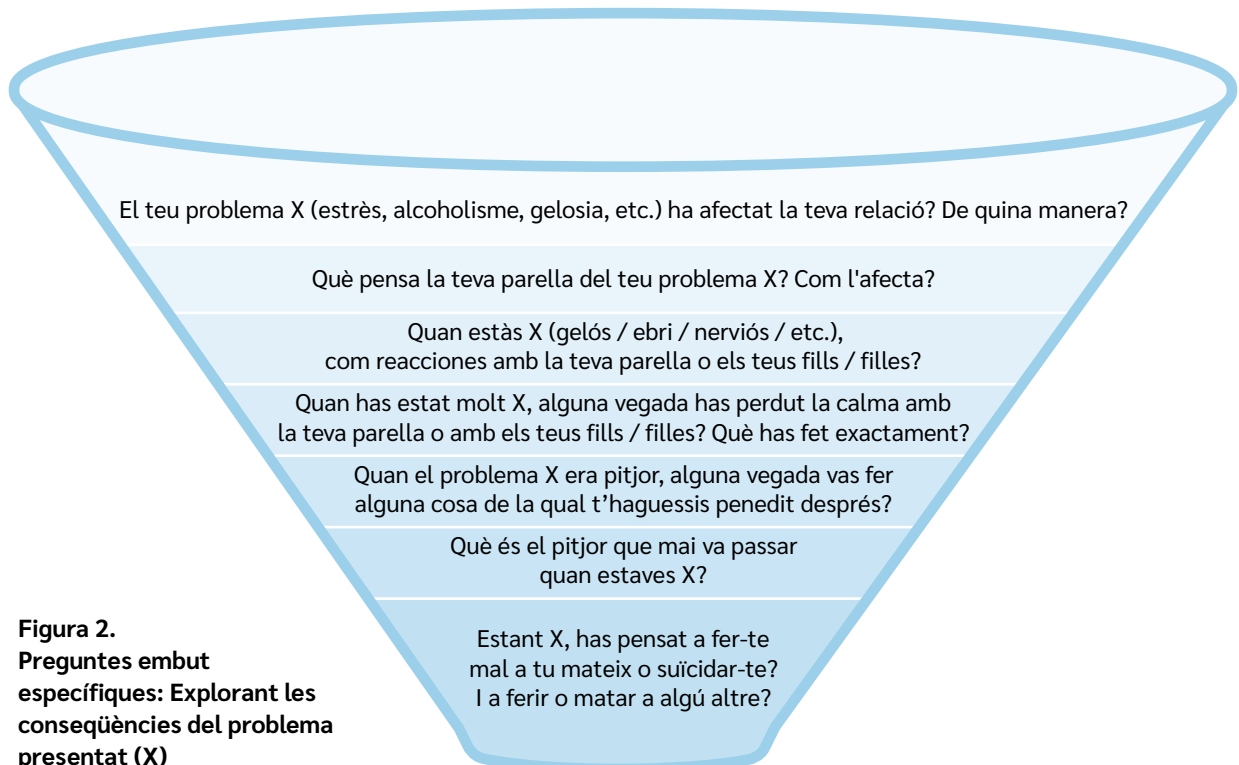 El teu problema X (estrès, alcoholisme, gelosia, etc.) ha afectat la teva relació? De quina manera?
Què pensa la teva parella del teu problema X? Com l'afecta?
Quan estàs X (gelós / ebri / nerviós / etc.),
com reacciones amb la teva parella o els teus fills / filles?
Quan has estat molt X, alguna vegada has perdut la calma amb
la teva parella o amb els teus fills / filles? Què has fet exactament?
Quan el problema X era pitjor, alguna vegada vas fer
alguna cosa de la qual t’haguessis penedit després?
Què és el pitjor que mai va passar
quan estaves X?
Estant X, has pensat a fer-te
mal a tu mateix o suïcidar-te?
I a ferir o matar a algú altre?
Figura 2.
Preguntes embut
específiques: Explorant les
conseqüències del problema
presentat (X)